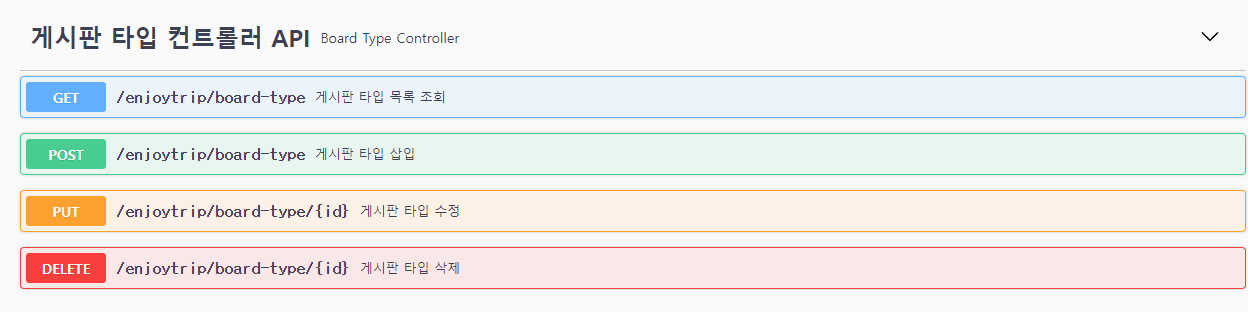 게시판 타입 컨트롤러 API Board Type Controller
GET /enjoytrip/board-type 게시판 타입 목록 조회
POST /enjoytrip/board-type 게시판 타입 삽입
PUT /enjoytrip/board-type/{id} 게시판 타입 수정
DELETE /enjoytrip/board-type/{id} 게시판 타입 삭제